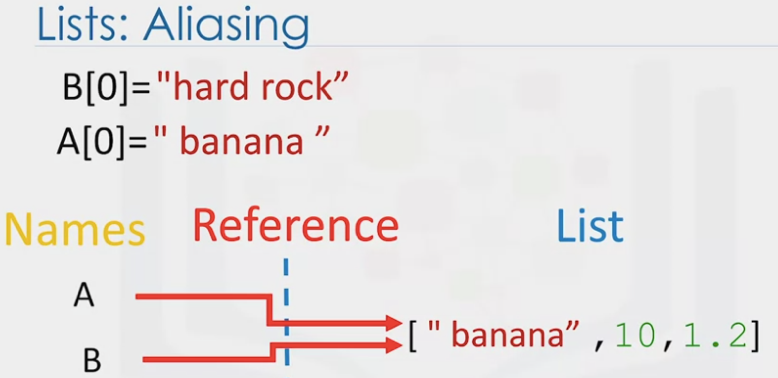 Lists: Aliasing
B[0]="hard rock”
A[0]=" banana ”
Names Reference List
A
[ " banana” ,10,1.2]
B